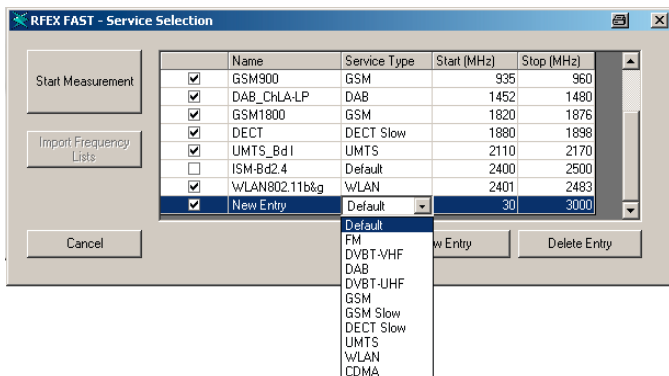 RFEX FAST - Service Selection
Start Measurement
Import Frequency
Lists
Cancel
Name Service Type Start (MHz) Stop (MHz)
GSM900 GSM 935 960
DAB_ChLA-LP DAB 1452 1480
GSM1800 GSM 1820 1876
DECT DECT Slow 1880 1898
UMTS_Bd I UMTS 2110 2170
ISM-Bd2.4 Default 2400 2500
WLAN802.11b&g WLAN 2401 2483
New Entry Default 30 3000
Default
FM
DVBT-VHF
DAB
DVBT-UHF
GSM
GSM Slow
DECT Slow
UMTS
WLAN
CDMA
w Entry Delete Entry